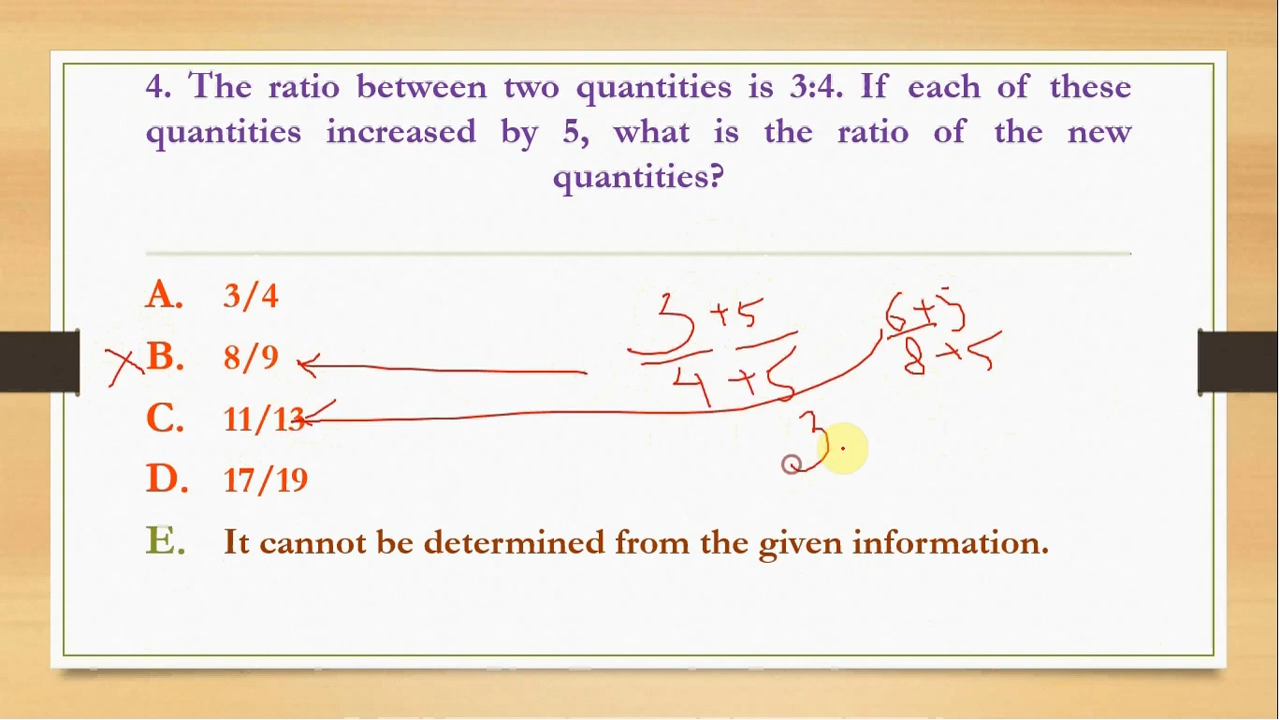 4. The ratio between two quantities is 3:4. If each of these
quantities increased by 5, what is the ratio of the new
quantities?
A. 3/4
B. 8/9
C. 11/13
D. 17/19
E. It cannot be determined from the given information.
3 + 5
4 + 5
6 + 5
8 + 5
3